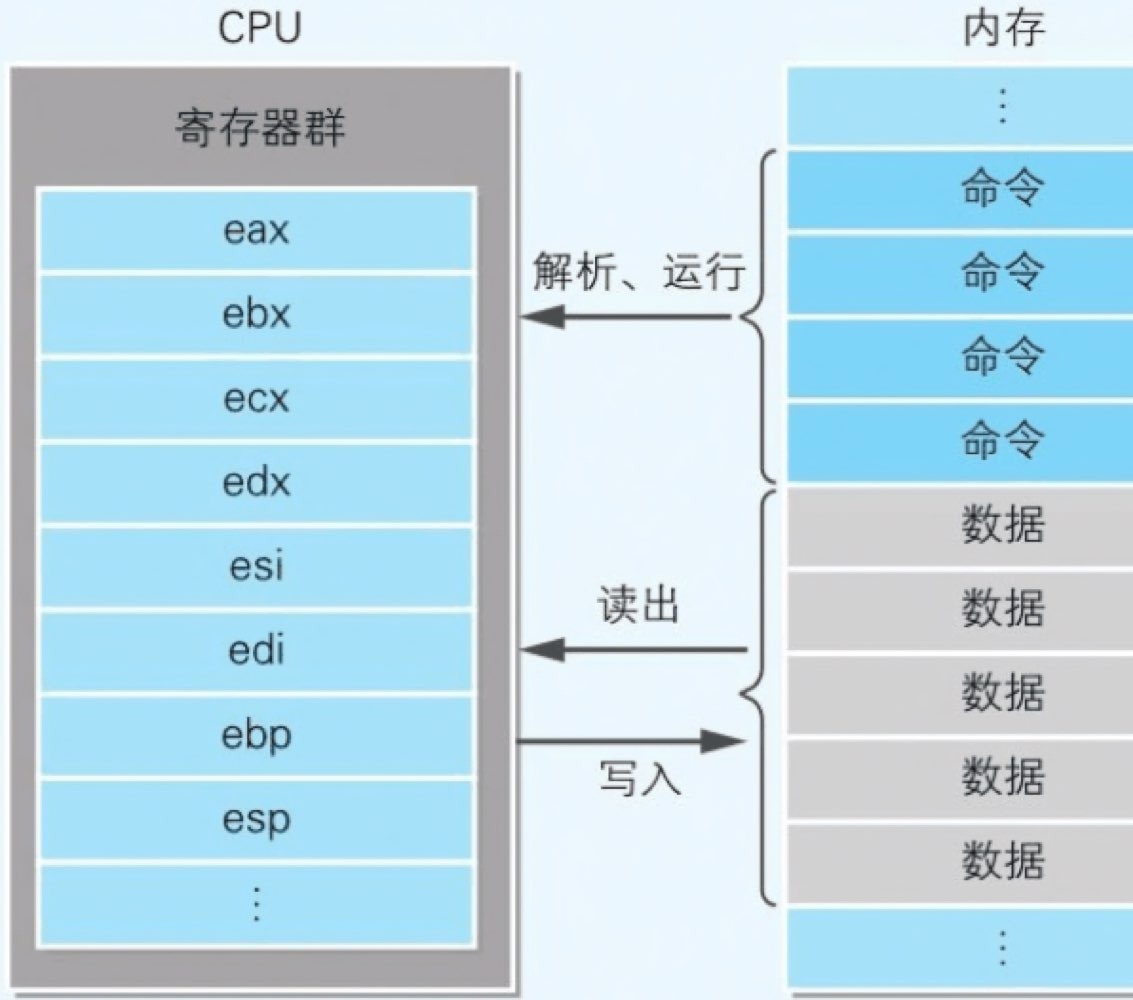 CPU
寄存器群
eax
ebx
ecx
edx
esi
edi
ebp
esp
⋮
解析、运行
读出
写入
内存
⋮
命令
命令
命令
命令
数据
数据
数据
数据
数据
⋮